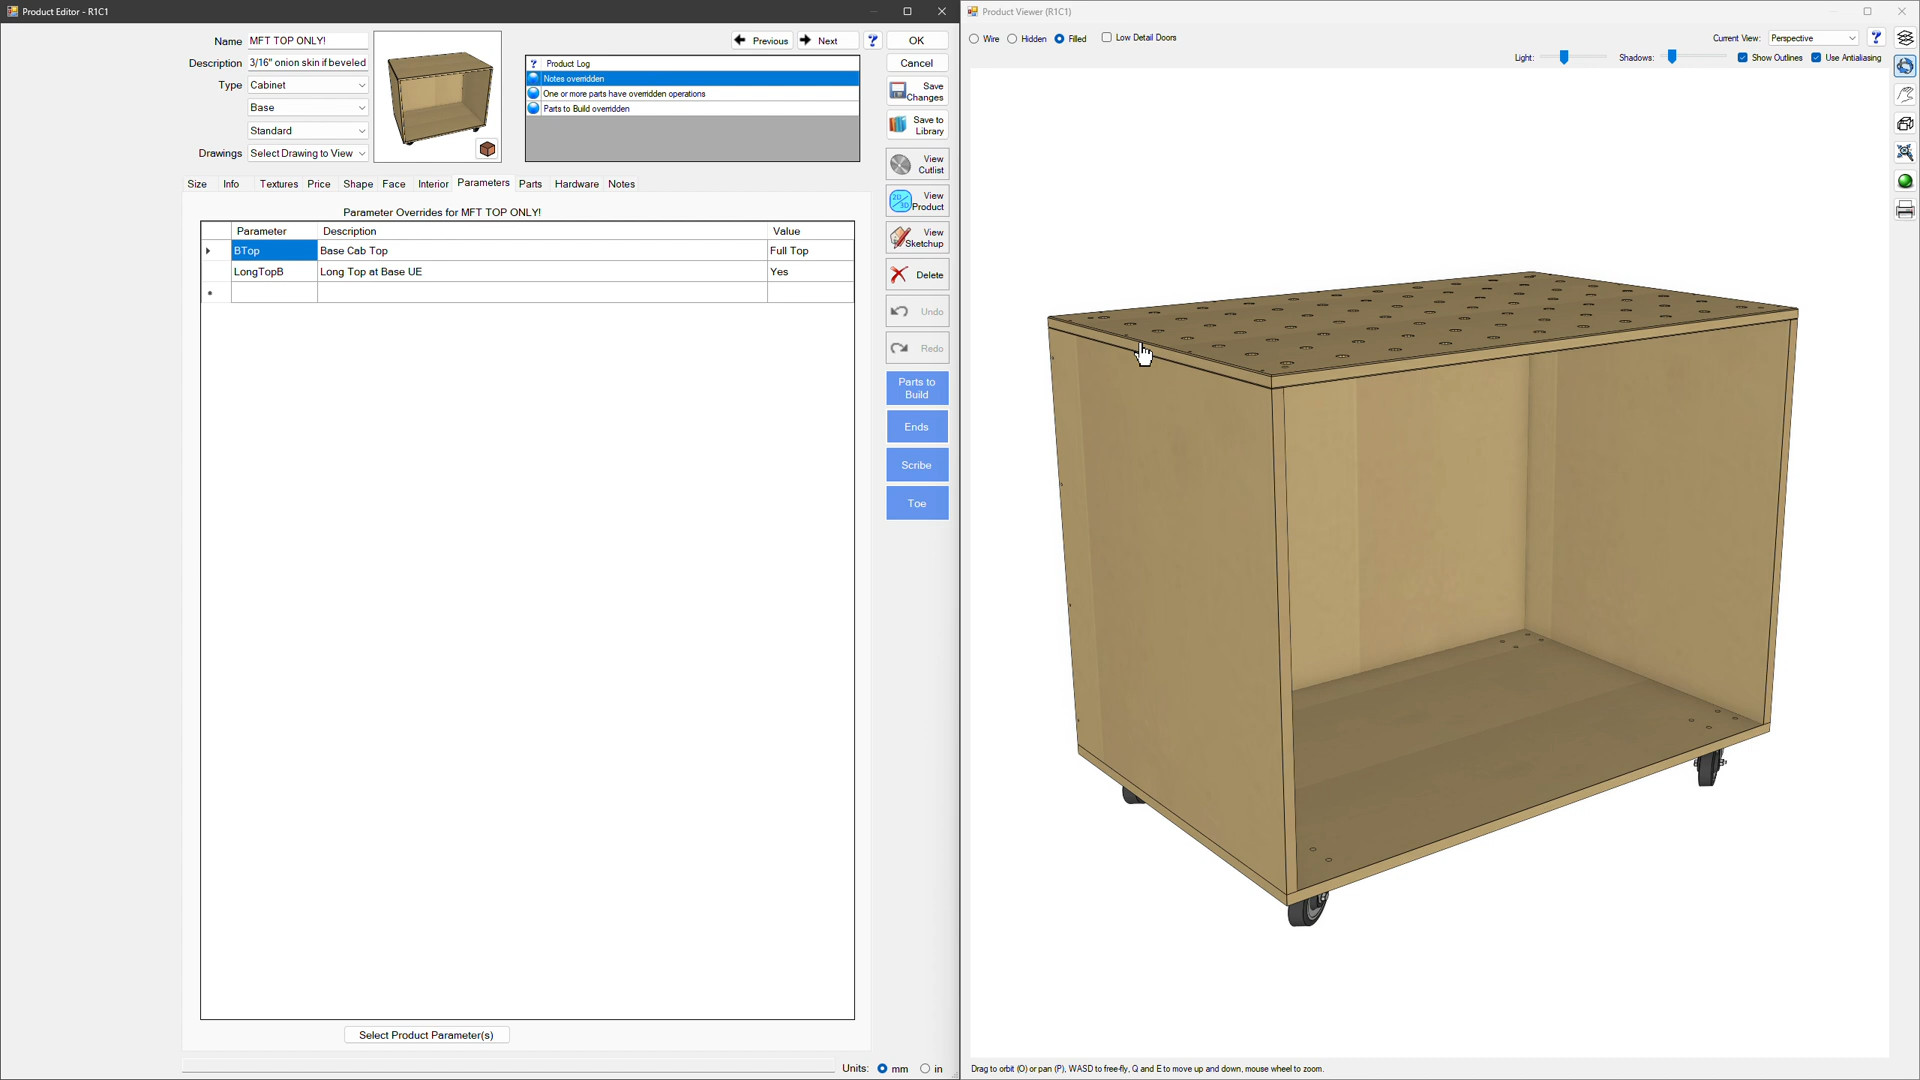 Product Editor - R1C1
Name MFT TOP ONLY!
Description 3/16" onion skin if beveled
Type Cabinet
Base
Standard
Drawings Select Drawing to View
Previous Next ? OK
Cancel
? Product Log
Notes overridden
One or more parts have overridden operations
Parts to Build overridden
Save Changes
Save to Library
View Cutlist
2D/3D View Product
View Sketchup
Delete
Undo
Redo
Parts to Build
Ends
Scribe
Toe
Size Info Textures Price Shape Face Interior Parameters Parts Hardware Notes
Parameter Overrides for MFT TOP ONLY!
Parameter Description Value
BTop Base Cab Top Full Top
LongTopB Long Top at Base UE Yes
Select Product Parameter(s)
Units: mm in
Product Viewer (R1C1)
Wire Hidden Filled Low Detail Doors
Current View: Perspective ?
Light: Shadows: Show Outlines Use Antialiasing
Drag to orbit (O) or pan (P), WASD to free-fly, Q and E to move up and down, mouse wheel to zoom.